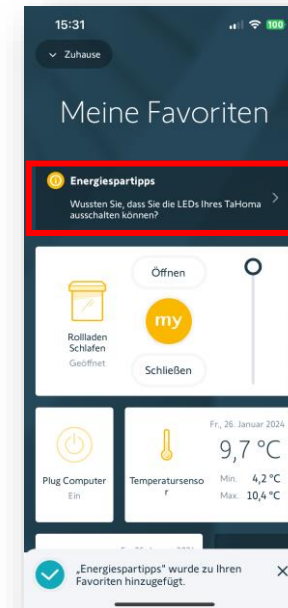 15:31
100
Zuhause
Meine Favoriten
Energiespartipps
Wussten Sie, dass Sie die LEDs Ihres TaHoma
ausschalten können?
Öffnen
my
Rollladen
Schlafen
Geöffnet
Schließen
Fr., 26. Januar 2024
9,7 °C
Plug Computer
Ein
Temperatursenso
r
Min. 4,2 °C
Max. 10,4 °C
„Energiespartipps" wurde zu Ihren
Favoriten hinzugefügt.